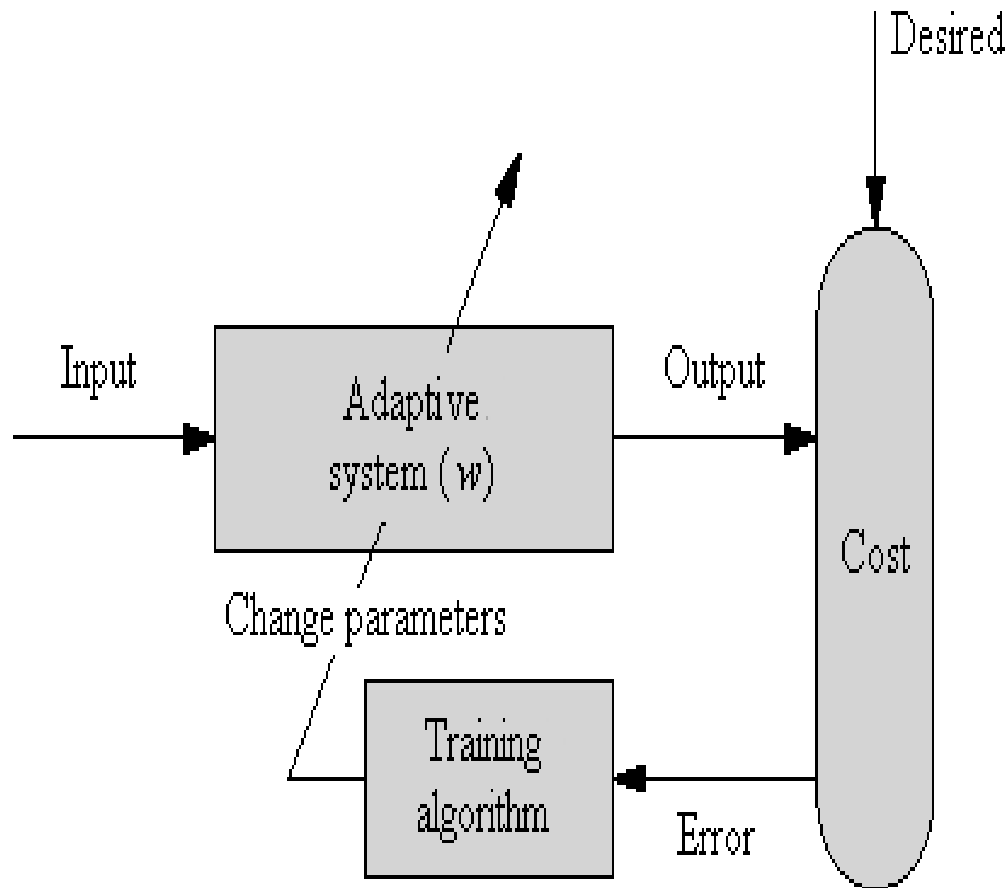 Desired
Input
Output
Adaptive
system (w)
Cost
Change parameters
Training
algorithm
Error